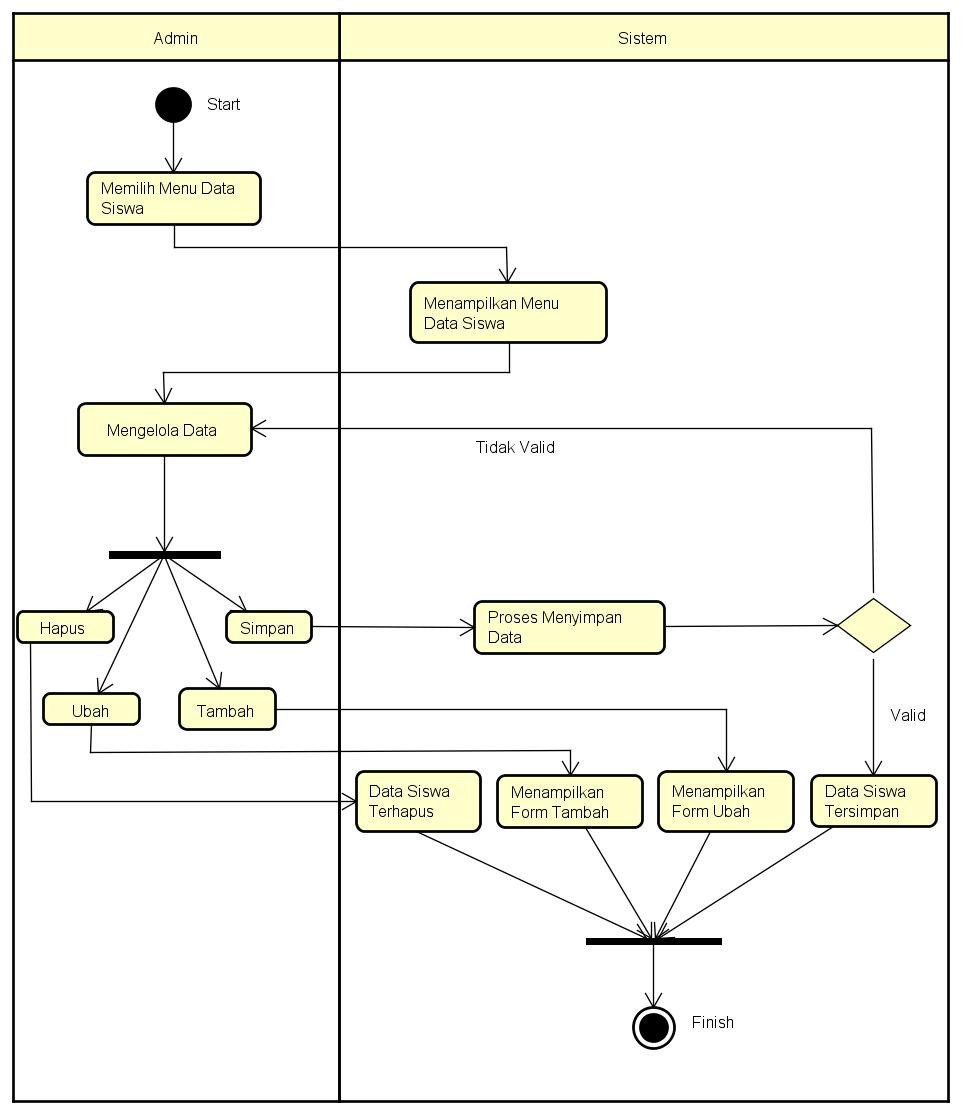 Admin
Sistem
Start
Memilih Menu Data
Siswa
Menampilkan Menu
Data Siswa
Mengelola Data
Tidak Valid
Hapus
Simpan
Proses Menyimpan
Data
Ubah
Tambah
Valid
Data Siswa
Terhapus
Menampilkan
Form Tambah
Menampilkan
Form Ubah
Data Siswa
Tersimpan
Finish